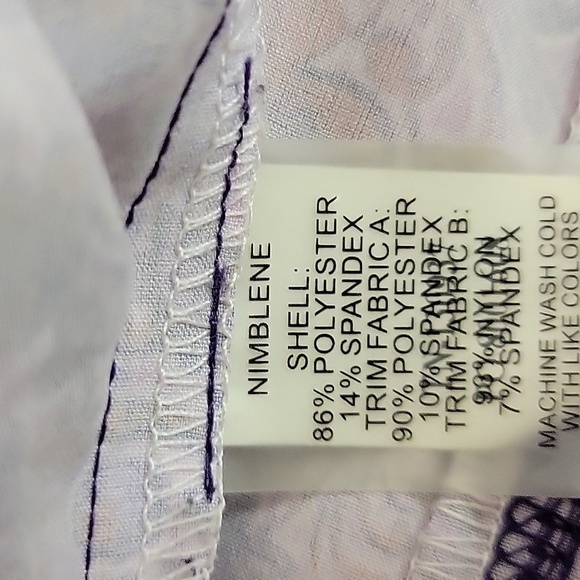 NIMBLENE
SHELL:
86% POLYESTER
14% SPANDEX
TRIM FABRIC A:
90% POLYESTER
10% SPANDEX
TRIM FABRIC B:
93% NYLON
7% SPANDEX
MACHINE WASH COLD
WITH LIKE COLORS